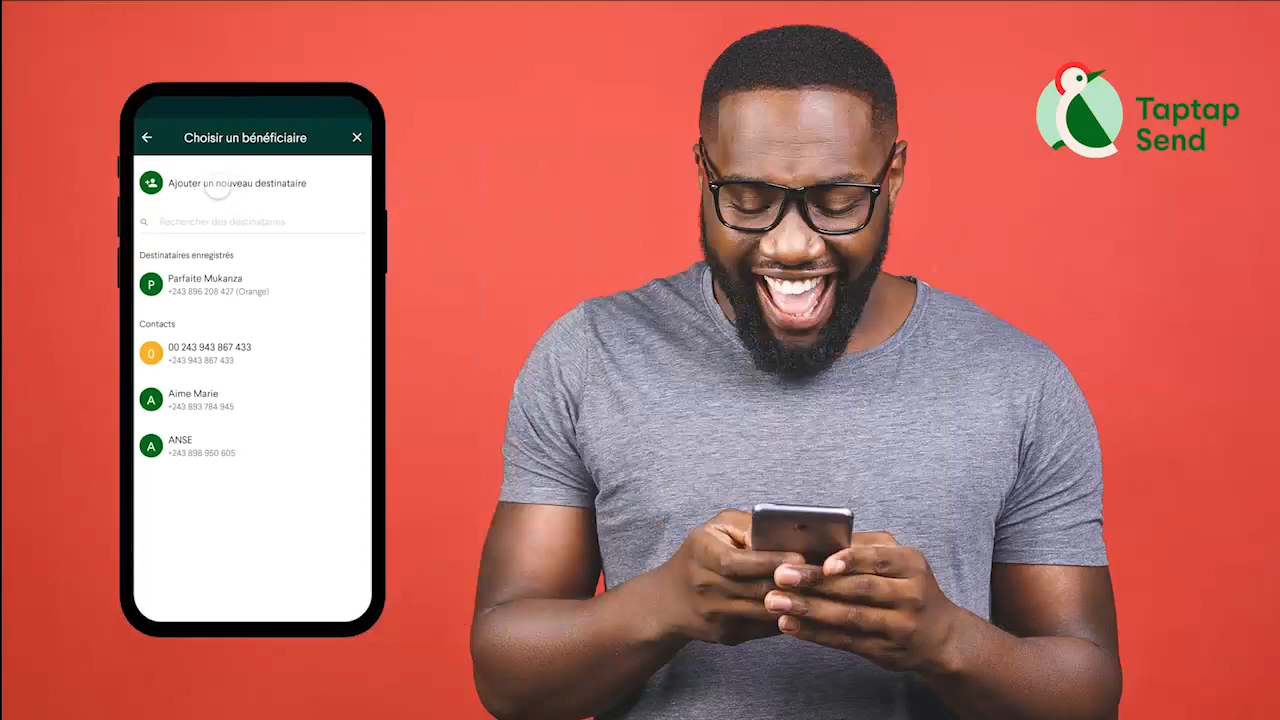 Choisir un bénéficiaire
Ajouter un nouveau destinataire
Rechercher des destinataires
Destinataires enregistrés
P
Parfaite Mukanza
+243 896 208 427 (Orange)
Contacts
0
00 243 943 867 433
+243 943 867 433
A
Aime Marie
+243 893 784 945
A
ANSE
+243 898 950 605
Taptap
Send